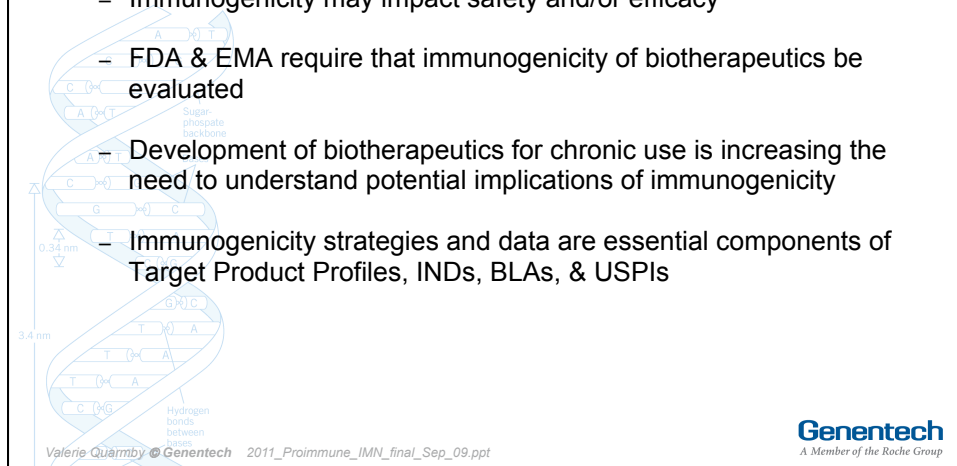 – Immunogenicity may impact safety and/or efficacy
– FDA & EMA require that immunogenicity of biotherapeutics be
evaluated
– Development of biotherapeutics for chronic use is increasing the
need to understand potential implications of immunogenicity
– Immunogenicity strategies and data are essential components of
Target Product Profiles, INDs, BLAs, & USPIs
A T
C
A T
Sugar-
phospate
backbone
A T
C
G C
T
0.34 nm
C G
G C
T A
3.4 nm
T A
T A
C G
Hydrogen
bonds
between
bases
Valerie Quarmby © Genentech 2011_Proimmune_IMN_final_Sep_09.ppt
Genentech
A Member of the Roche Group